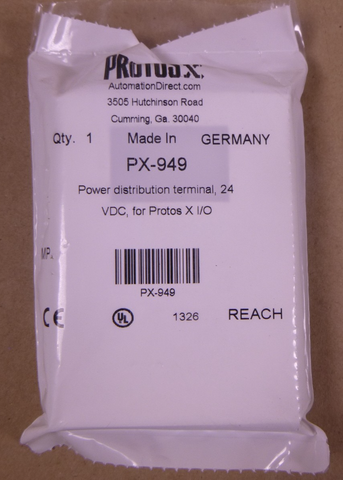 PROTOS X
AutomationDirect.com
3505 Hutchinson Road
Cumming, Ga. 30040
Qty. 1 Made In GERMANY
PX-949
Power distribution terminal, 24
VDC, for Protos X I/O
PX-949
CE UL 1326 REACH